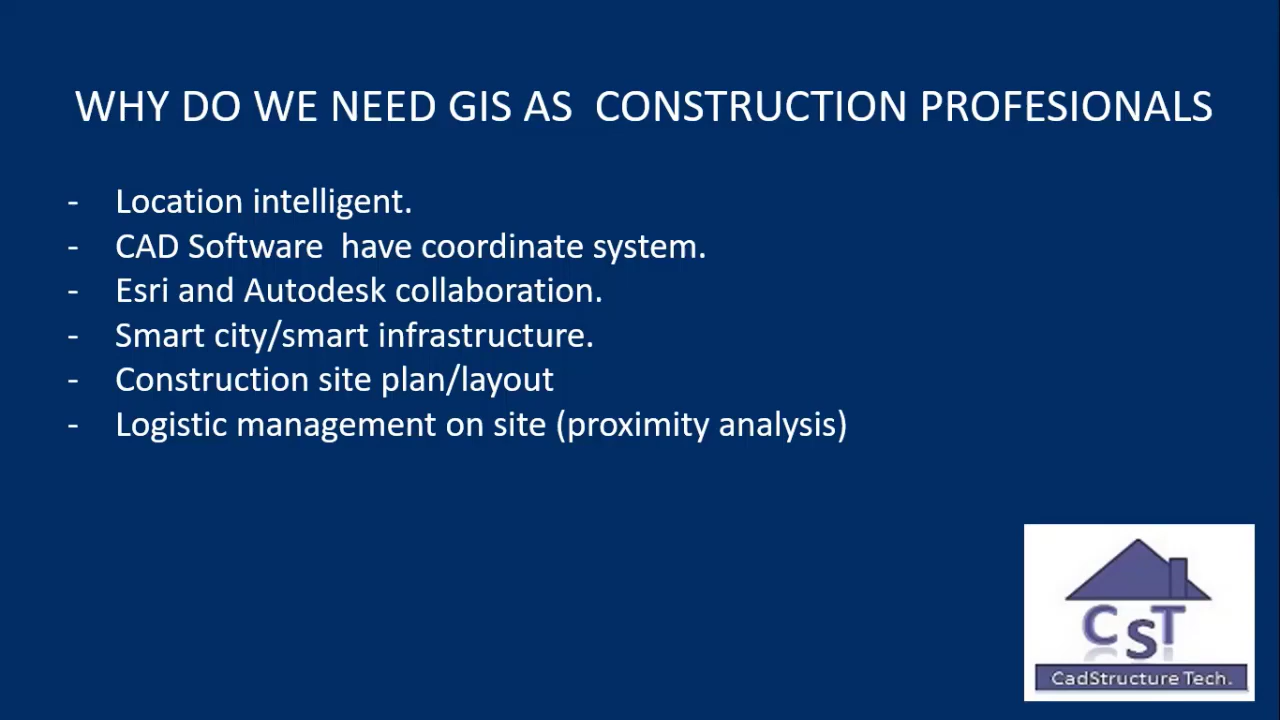 WHY DO WE NEED GIS AS  CONSTRUCTION PROFESIONALS
- Location intelligent.
- CAD Software  have coordinate system.
- Esri and Autodesk collaboration.
- Smart city/smart infrastructure.
- Construction site plan/layout
- Logistic management on site (proximity analysis)
CST
CadStructure Tech.